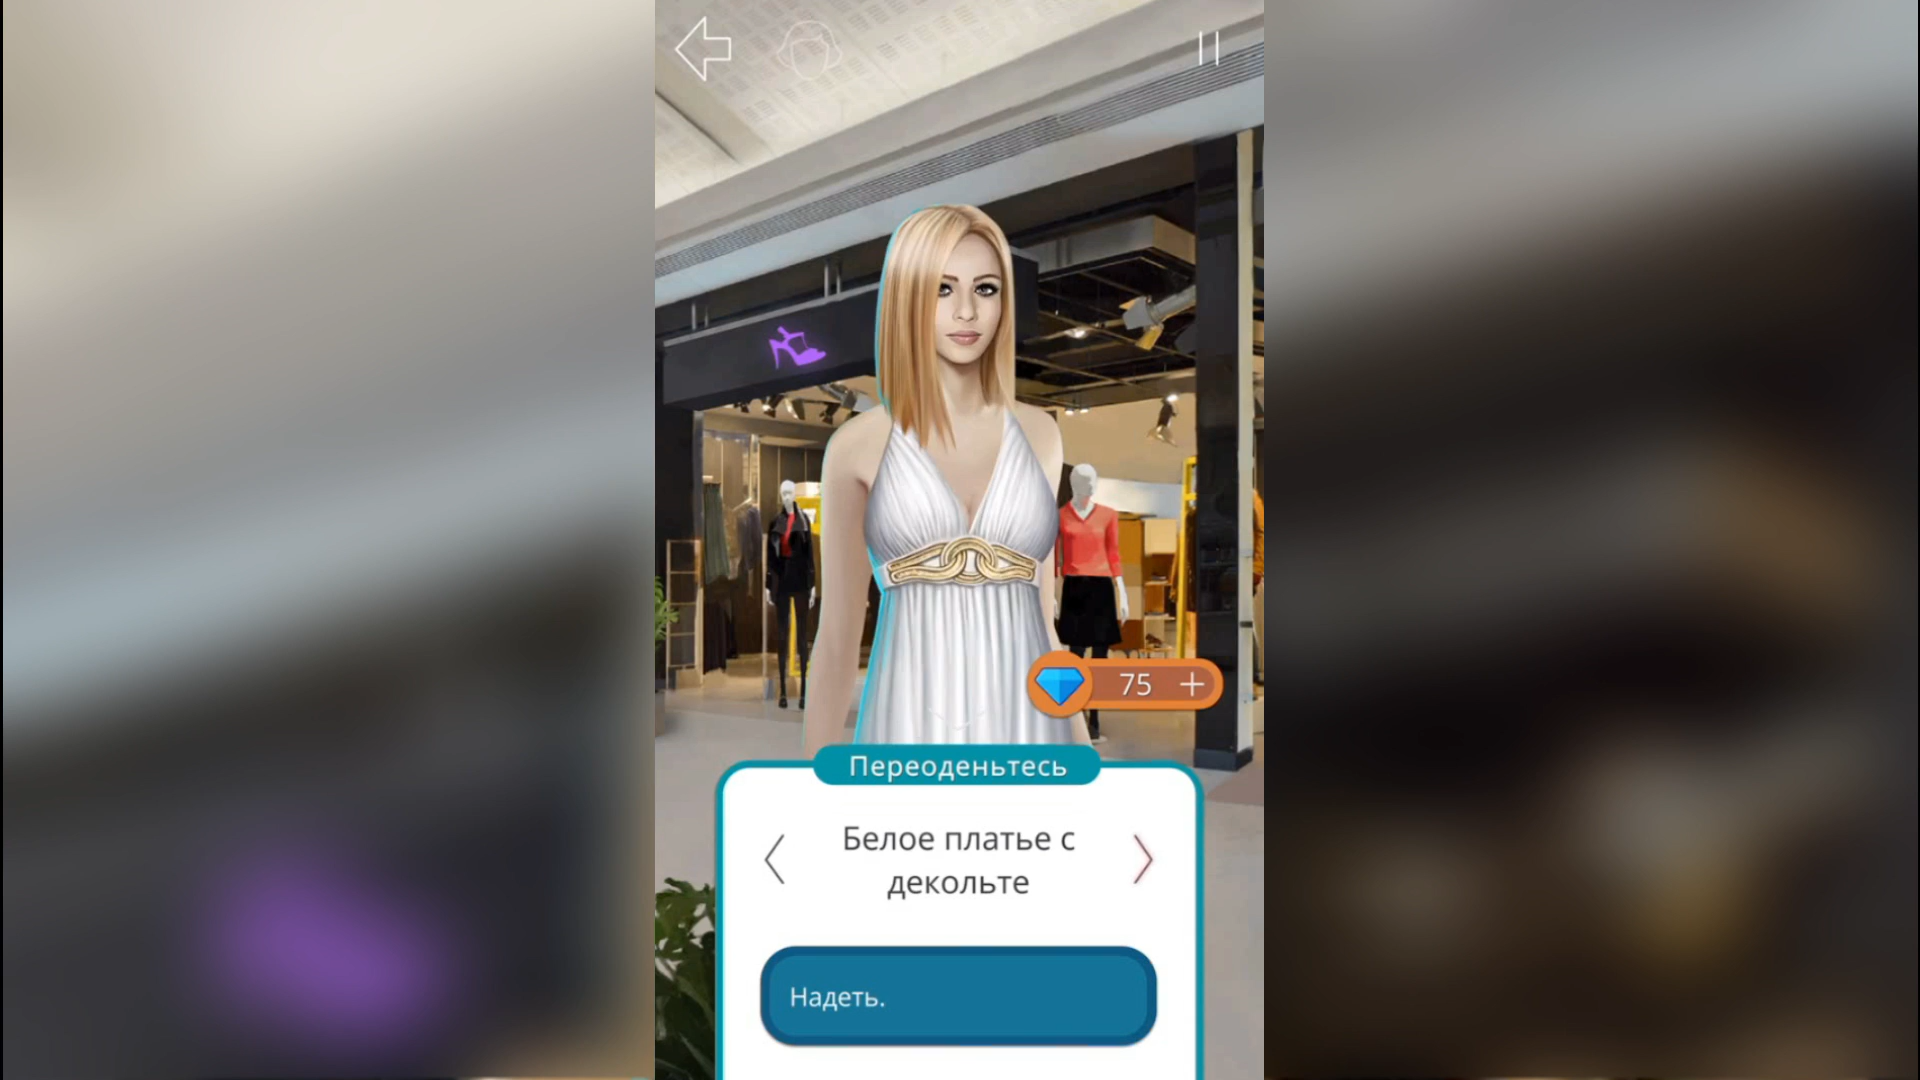 75 +
Переоденьтесь
Белое платье с
декольте
Надеть.